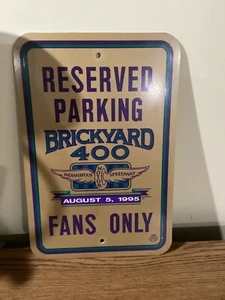 RESERVED
PARKING
BRICKYARD
400
INDIANAPOLIS SPEEDWAY
AUGUST 5, 1995
FANS ONLY